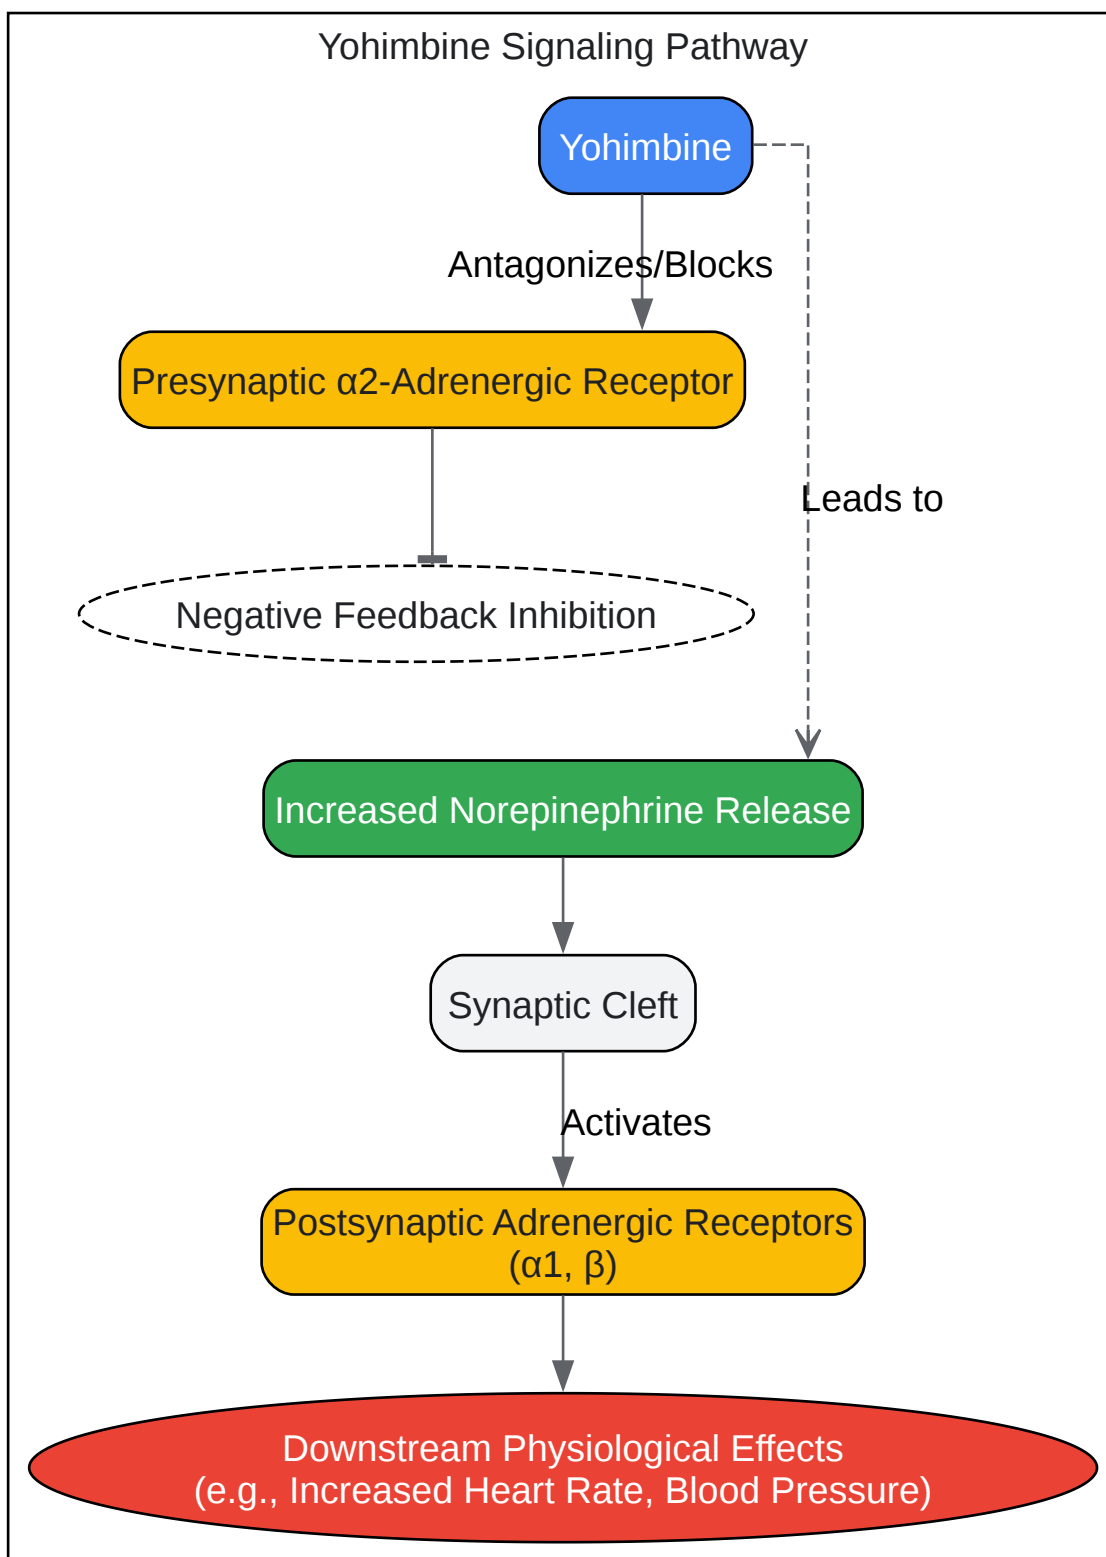 Yohimbine Signaling Pathway
Yohimbine
Antagonizes/Blocks
Presynaptic α2-Adrenergic Receptor
Leads to
Negative Feedback Inhibition
Increased Norepinephrine Release
Synaptic Cleft
Activates
Postsynaptic Adrenergic Receptors
(α1, β)
Downstream Physiological Effects
(e.g., Increased Heart Rate, Blood Pressure)